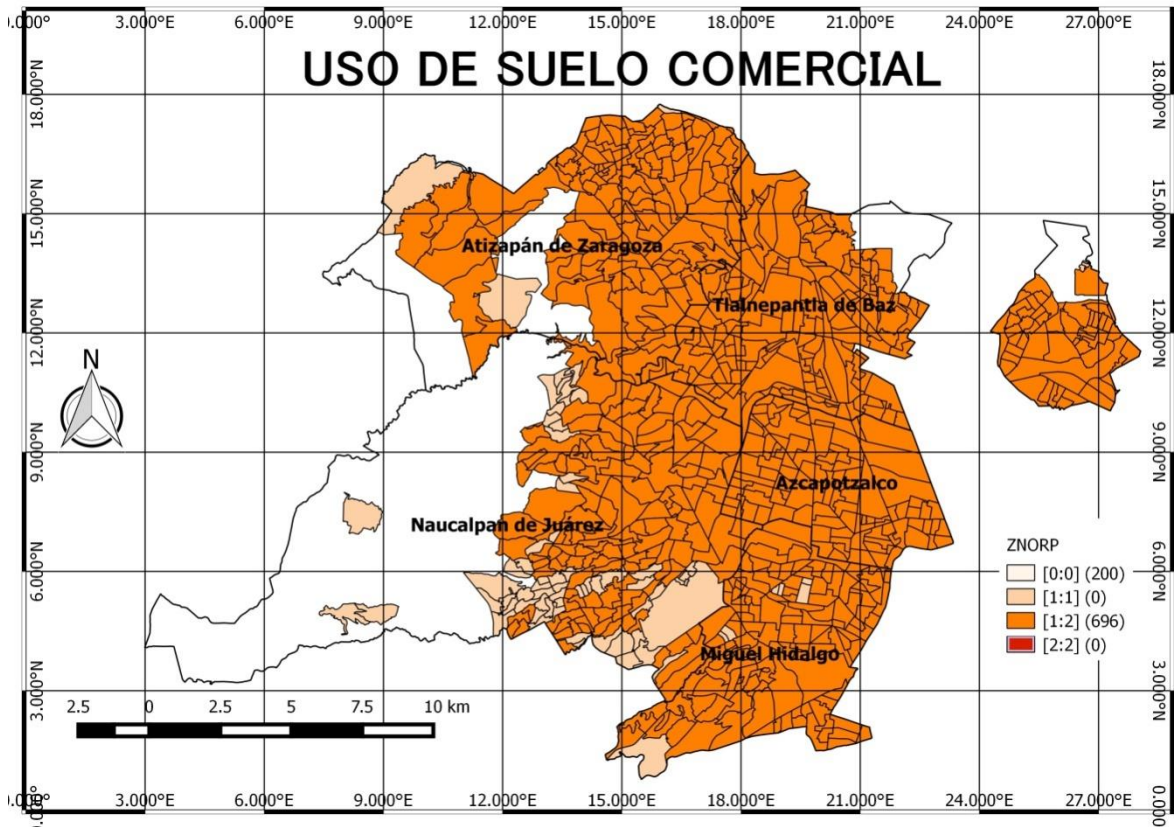 0.000°E 3.000°E 6.000°E 9.000°E 12.000°E 15.000°E 18.000°E 21.000°E 24.000°E 27.000°E
USO DE SUELO COMERCIAL
18.000°N 18.000°N
15.000°N 15.000°N
Atizapán de Zaragoza
Tlalnepantla de Baz
12.000°N 12.000°N
N
9.000°N 9.000°N
Azcapotzalco
Naucalpan de Juárez
6.000°N 6.000°N
ZNORP
[0:0] (200)
[1:1] (0)
[1:2] (696)
[2:2] (0)
Miguel Hidalgo
3.000°N 3.000°N
2.5 0 2.5 5 7.5 10 km
3.000°E 6.000°E 9.000°E 12.000°E 15.000°E 18.000°E 21.000°E 24.000°E 27.000°E